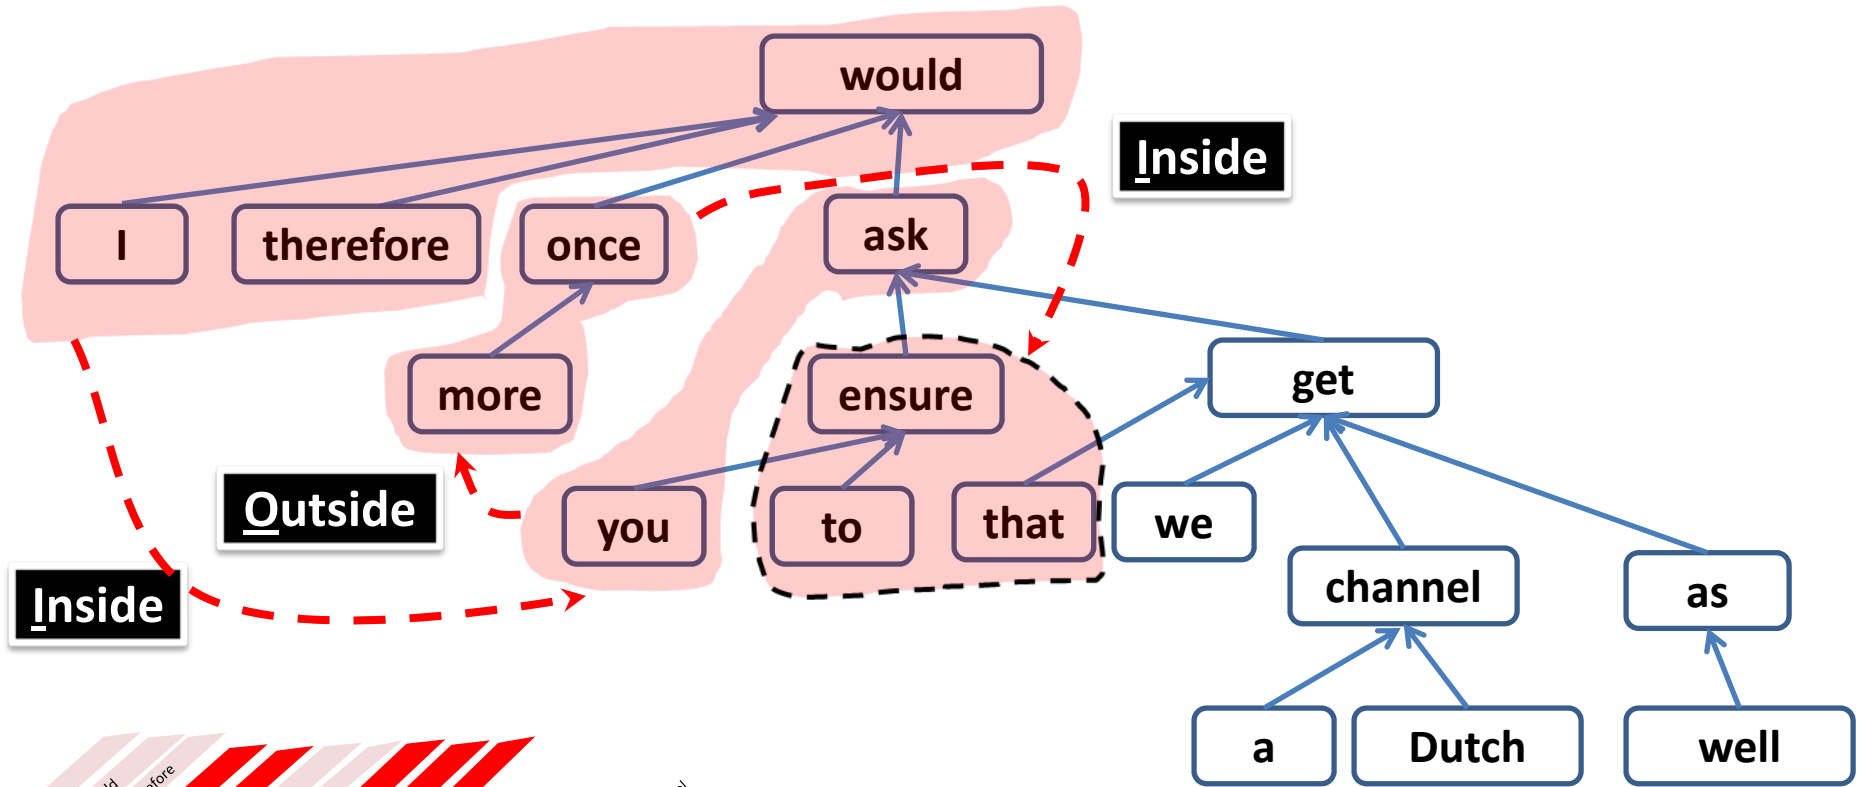 would
Inside
I therefore once ask
more ensure get
Outside
you to that we
Inside
channel as
a Dutch well